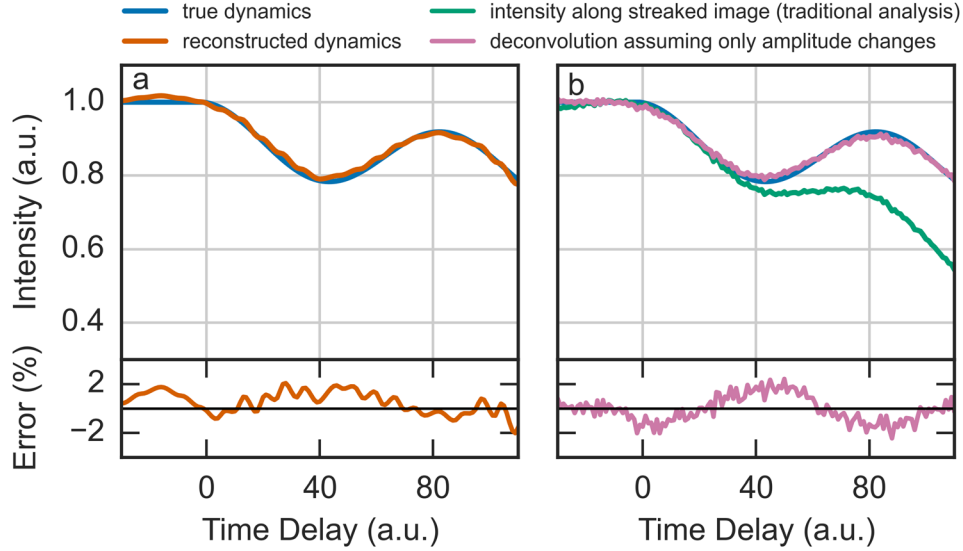 true dynamics
intensity along streaked image (traditional analysis)
reconstructed dynamics
deconvolution assuming only amplitude changes
a
b
1.0
0.8
0.6
0.4
Intensity (a.u.)
2
−2
Error (%)
0 40 80
0 40 80
Time Delay (a.u.)
Time Delay (a.u.)